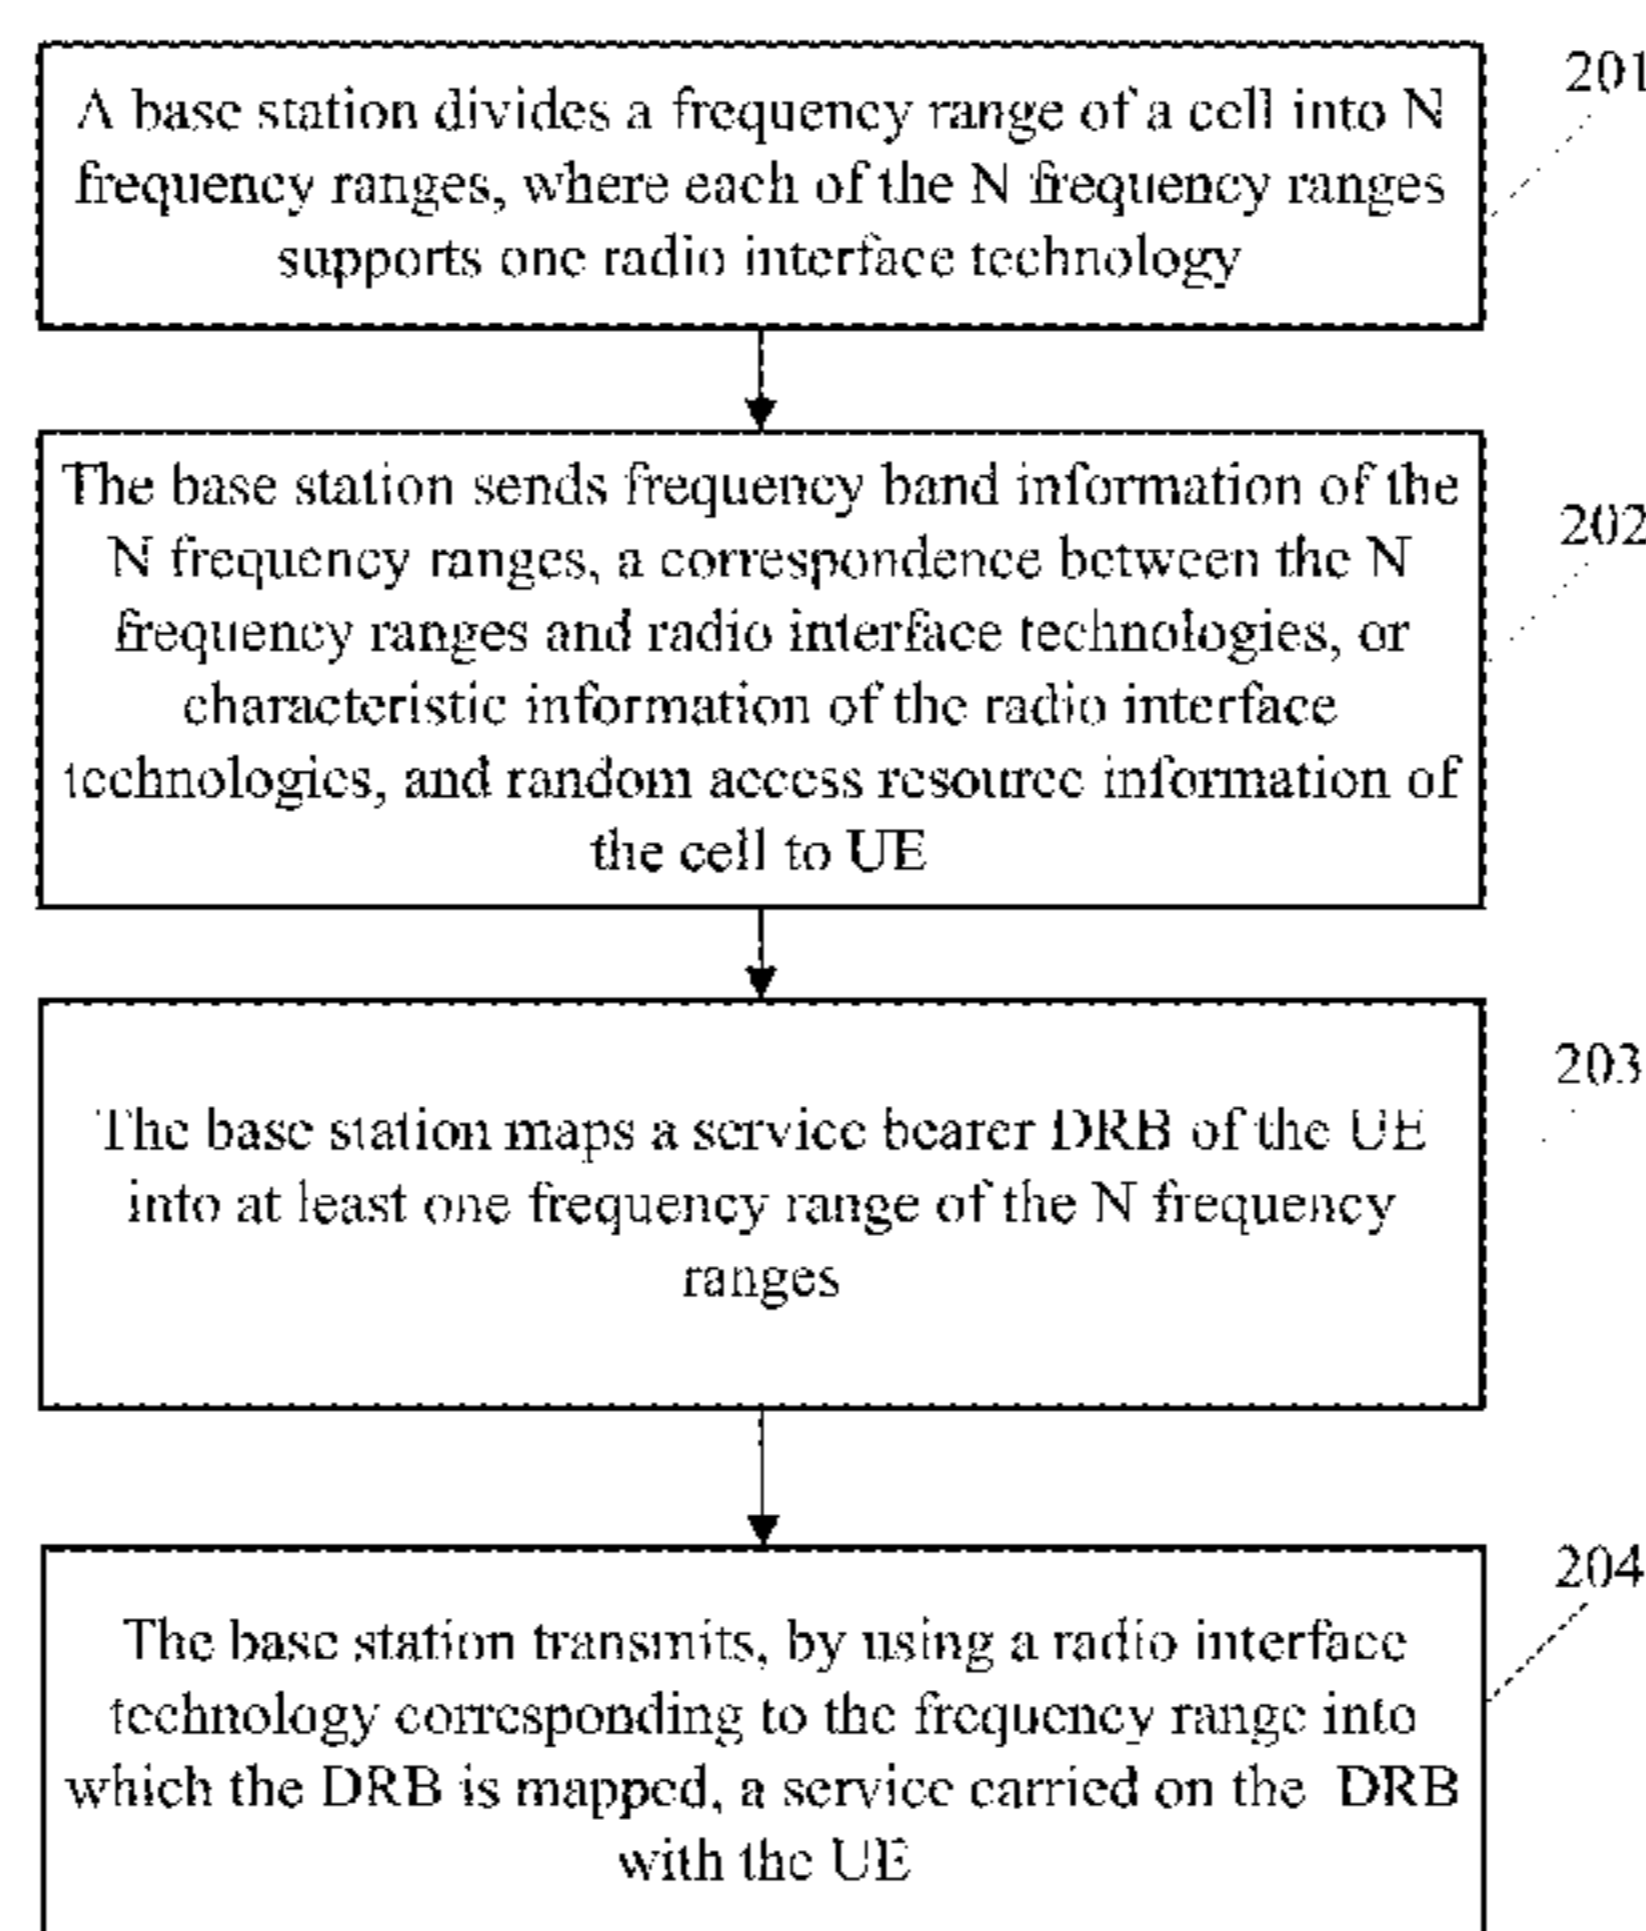 A base station divides a frequency range of a cell into N
frequency ranges, where each of the N frequency ranges
supports one radio interface technology
201
The base station sends frequency band information of the
N frequency ranges, a correspondence between the N
frequency ranges and radio interface technologies, or
characteristic information of the radio interface
technologies, and random access resource information of
the cell to UE
202
The base station maps a service bearer DRB of the UE
into at least one frequency range of the N frequency
ranges
203
The base station transmits, by using a radio interface
technology corresponding to the frequency range into
which the DRB is mapped, a service carried on the DRB
with the UE
204